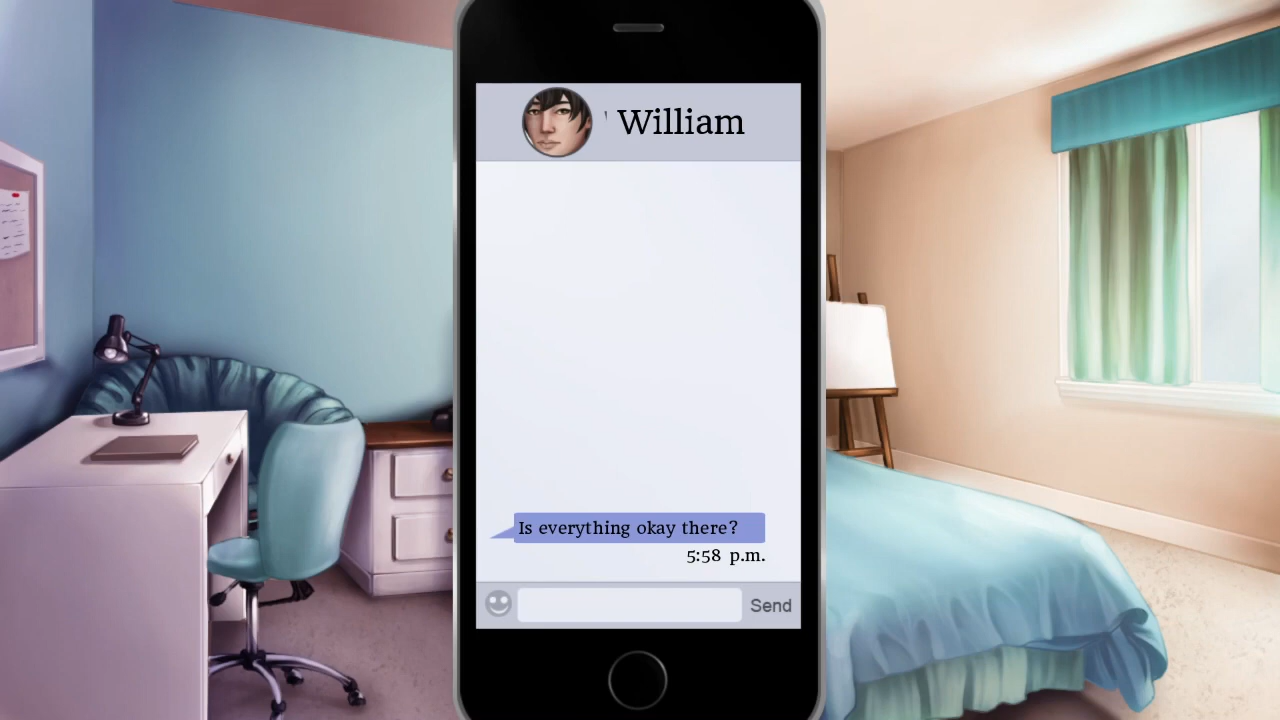 William
Is everything okay there?
5:58 p.m.
Send